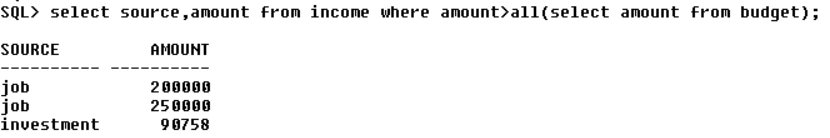 SQL> select source,amount from income where amount>all(select amount from budget);
SOURCE AMOUNT
---------- ----------
job 200000
job 250000
investment 90758